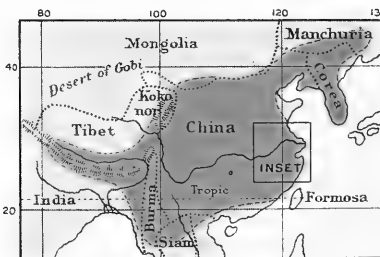 80 100 120 13
Mongolia
Manchuria
40
Desert of Gobi
Koko
nor
Corea
Tibet
China
INSET
India
Burma
Tropic
Formosa
20
Siam